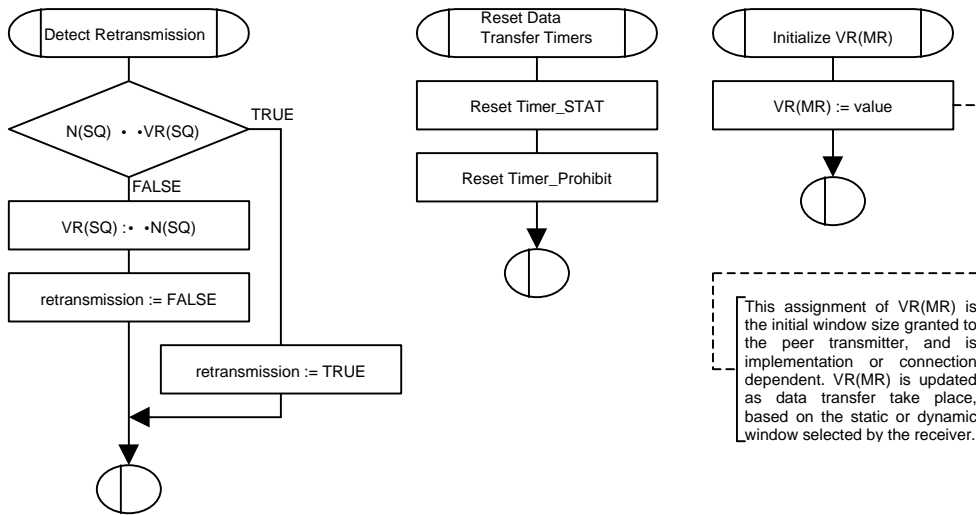 Detect Retransmission
N(SQ) • •VR(SQ)
TRUE
FALSE
VR(SQ) :• •N(SQ)
retransmission := FALSE
retransmission := TRUE
Reset Data
Transfer Timers
Reset Timer_STAT
Reset Timer_Prohibit
Initialize VR(MR)
VR(MR) := value
This assignment of VR(MR) is
the initial window size granted to
the peer transmitter, and is
implementation or connection
dependent. VR(MR) is updated
as data transfer take place,
based on the static or dynamic
window selected by the receiver.